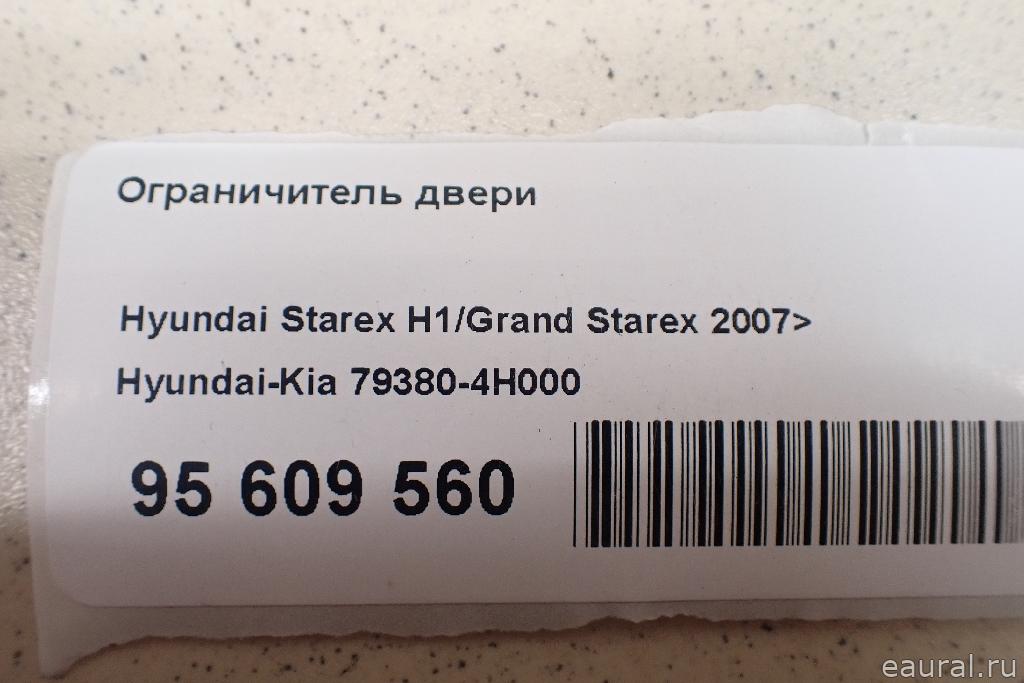 Ограничитель двери
Hyundai Starex H1/Grand Starex 2007>
Hyundai-Kia 79380-4H000
95 609 560
eaural.ru